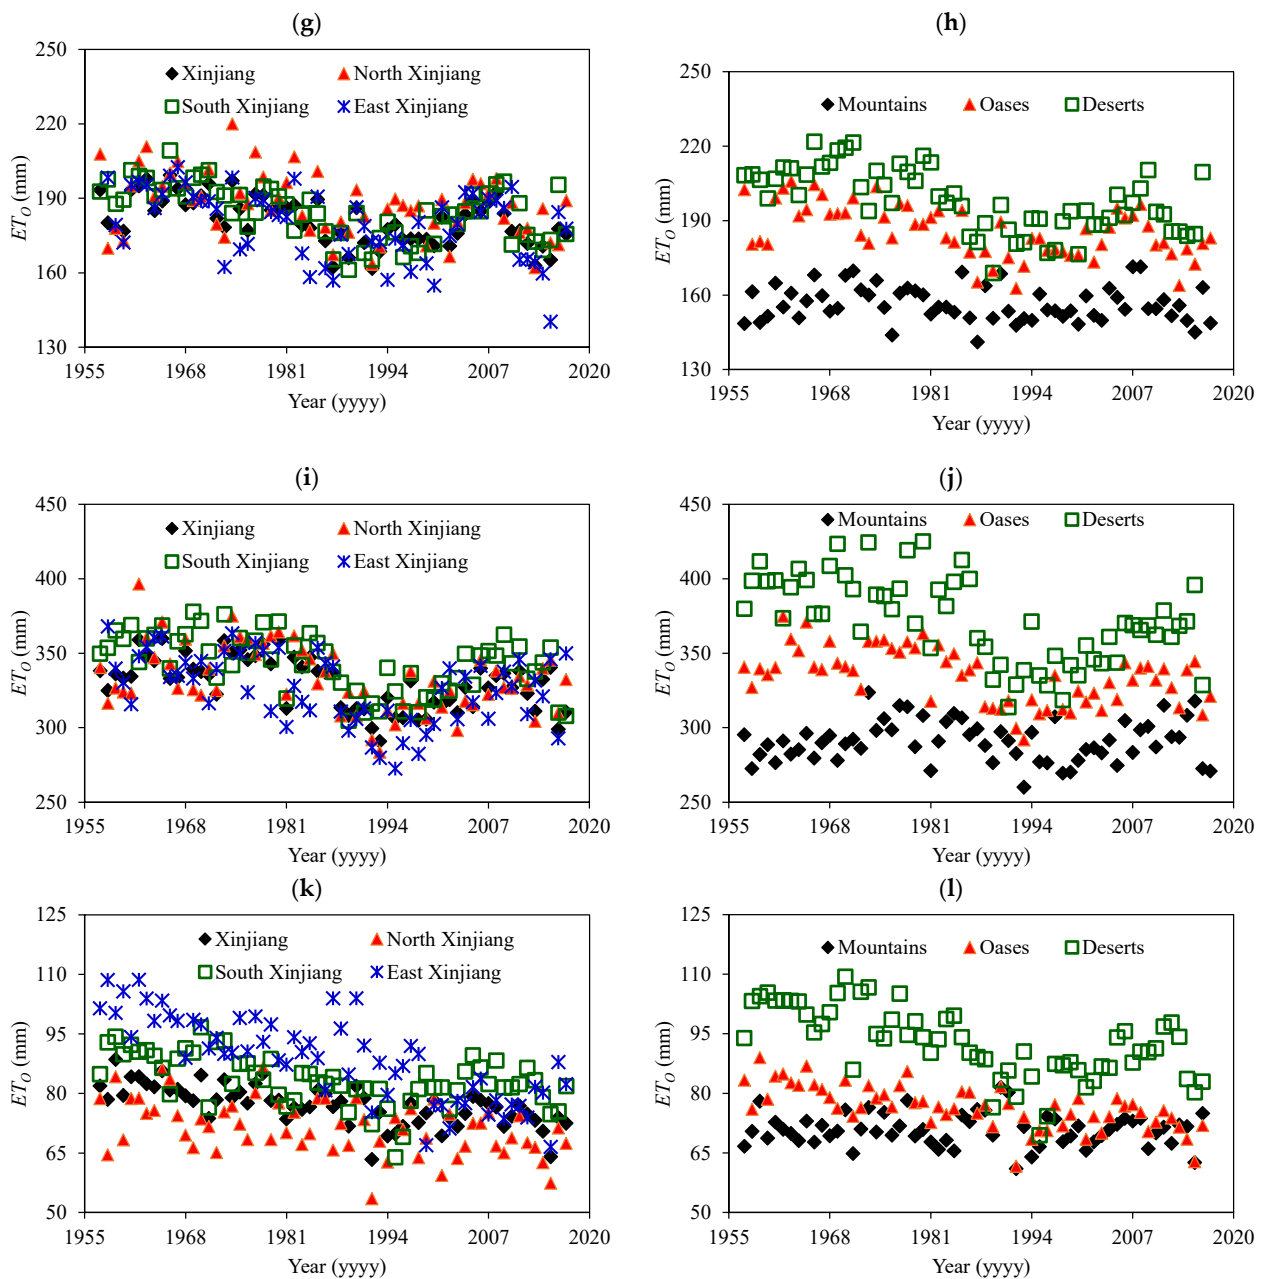 (g)
250
220
190
160
130
ET_O (mm)
Xinjiang
North Xinjiang
South Xinjiang
East Xinjiang
1955 1968 1981 1994 2007 2020
Year (yyyy)
(h)
250
220
190
160
130
ET_O (mm)
Mountains Oases Deserts
1955 1968 1981 1994 2007 2020
Year (yyyy)
(i)
450
400
350
300
250
ET_O (mm)
Xinjiang
North Xinjiang
South Xinjiang
East Xinjiang
1955 1968 1981 1994 2007 2020
Year (yyyy)
(j)
450
400
350
300
250
ET_O (mm)
Mountains Oases Deserts
1955 1968 1981 1994 2007 2020
Year (yyyy)
(k)
125
110
95
80
65
50
ET_O (mm)
Xinjiang
North Xinjiang
South Xinjiang
East Xinjiang
1955 1968 1981 1994 2007 2020
Year (yyyy)
(l)
125
110
95
80
65
50
ET_O (mm)
Mountains Oases Deserts
1955 1968 1981 1994 2007 2020
Year (yyyy)